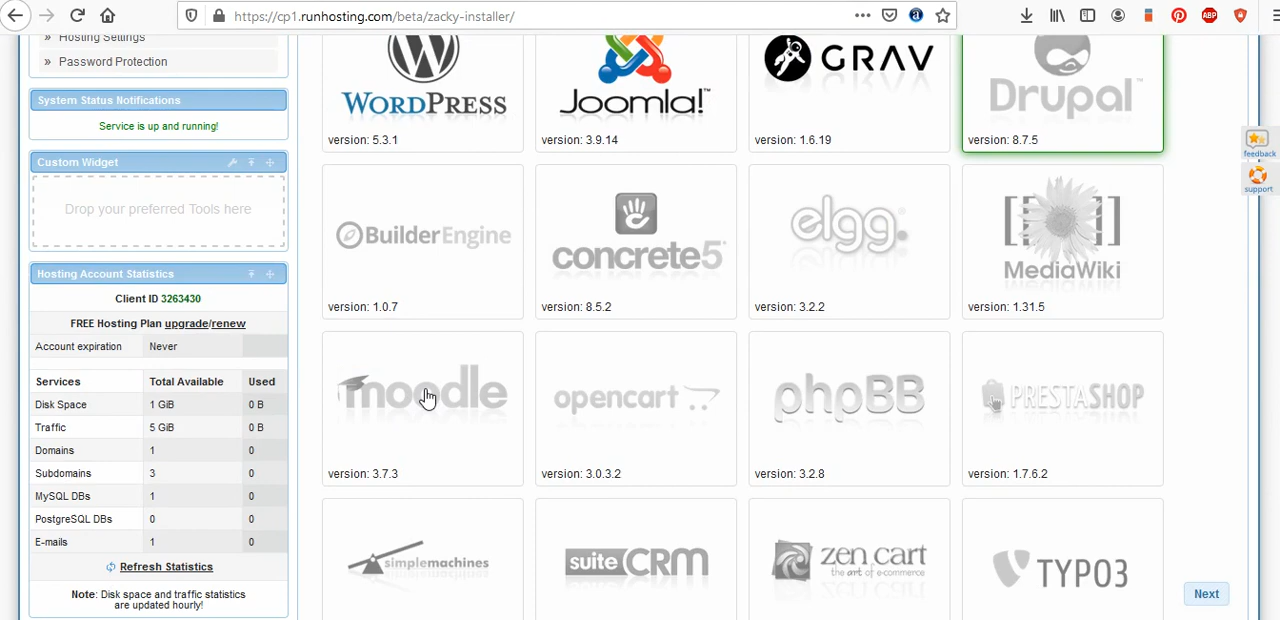 https://cp1.runhosting.com/beta/zacky-installer/
ABP
» Hosting Settings
» Password Protection
System Status Notifications
Service is up and running!
Custom Widget
Drop your preferred Tools here
Hosting Account Statistics
Client ID 3263430
FREE Hosting Plan upgrade/renew
Account expiration Never
Services Total Available Used
Disk Space 1 GiB 0 B
Traffic 5 GiB 0 B
Domains 1 0
Subdomains 3 0
MySQL DBs 1 0
PostgreSQL DBs 0 0
E-mails 1 0
Refresh Statistics
Note: Disk space and traffic statistics
are updated hourly!
WORDPRESS
version: 5.3.1
Joomla!™
version: 3.9.14
GRAV
version: 1.6.19
Drupal™
version: 8.7.5
BuilderEngine
version: 1.0.7
concrete5
version: 8.5.2
elgg.
version: 3.2.2
MEDIAWIKI
version: 1.31.5
moodle
version: 3.7.3
opencart
version: 3.0.3.2
phpBB
version: 3.2.8
PRESTASHOP
version: 1.7.6.2
simplemachines
suiteCRM
zen cart
the art of e-commerce
TYPO3
Next
feedback
support